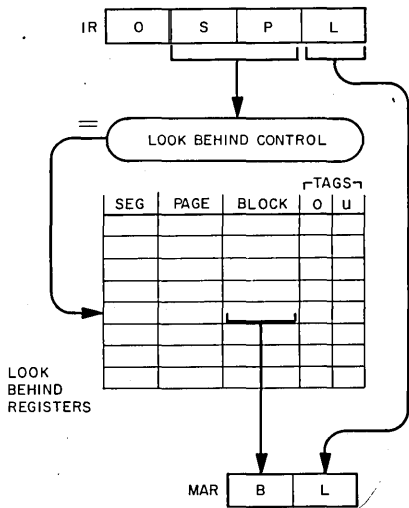 IR O S P L
=
LOOK BEHIND CONTROL
TAGS
SEG PAGE BLOCK o u
LOOK
BEHIND
REGISTERS
MAR B L